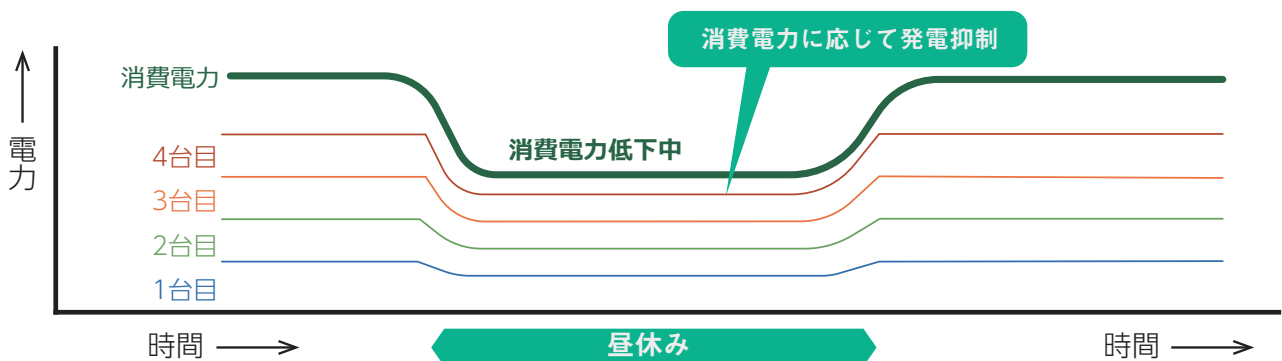 消費電力に応じて発電抑制
消費電力
電力
消費電力低下中
4台目
3台目
2台目
1台目
時間
昼休み
時間